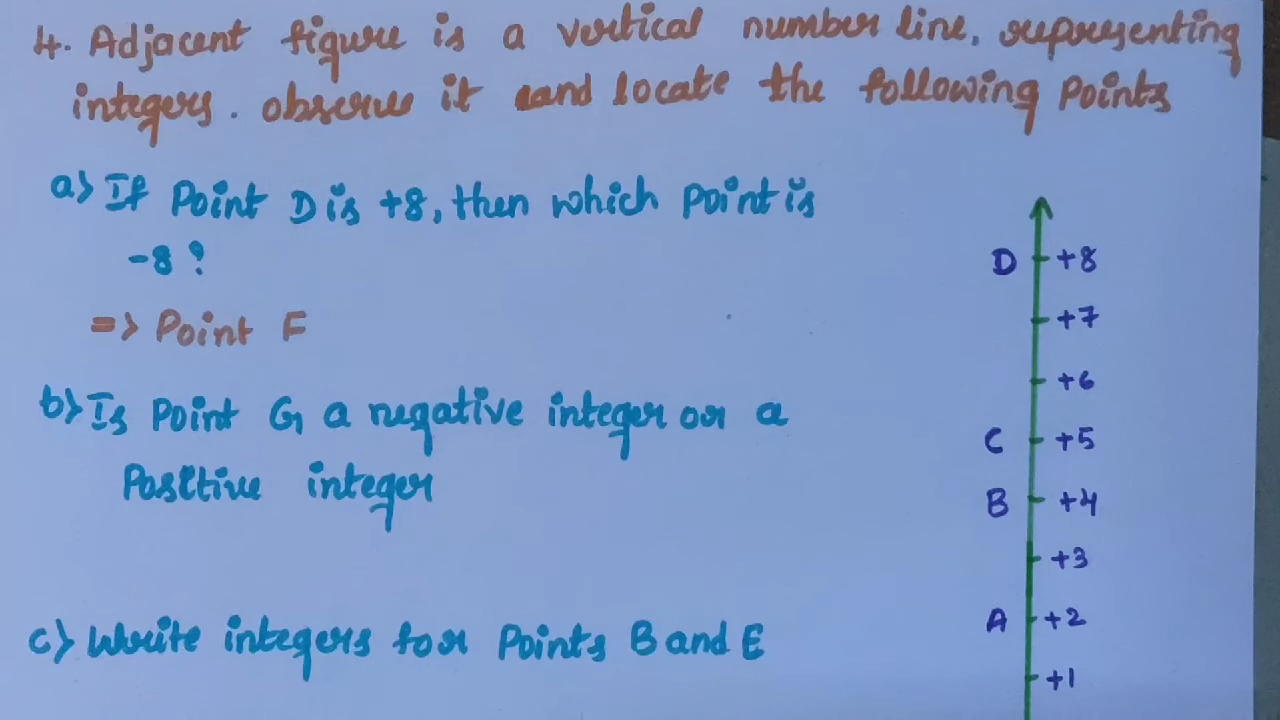 4. Adjacent figure is a vertical number line, representing
integers. observe it and locate the following points
a) If Point D is +8, then which point is
-8 ?
=> Point F
b) Is Point G a negative integer or a
Positive integer
c) Write integers for Points B and E
D +8
+7
+6
C +5
B +4
+3
A +2
+1